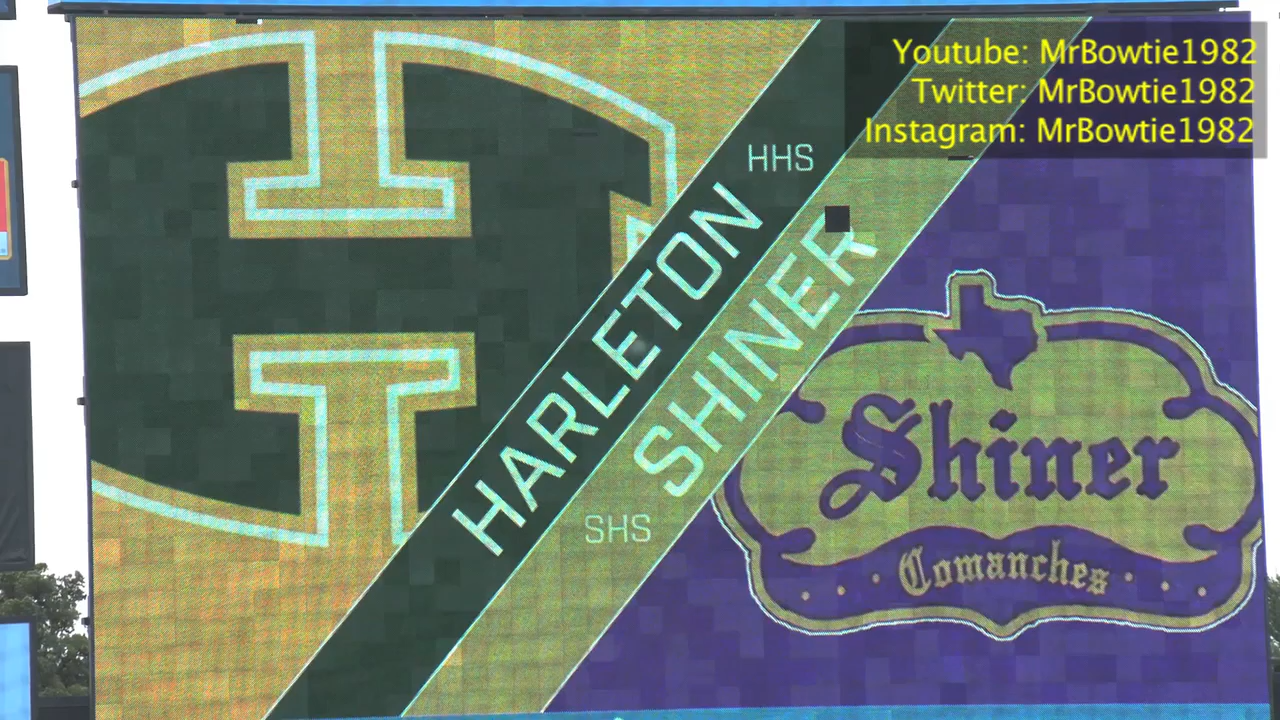 Youtube: MrBowtie1982
Twitter: MrBowtie1982
Instagram: MrBowtie1982
H
HHS
HARLETON
SHINER
SHS
Shiner
Comanches